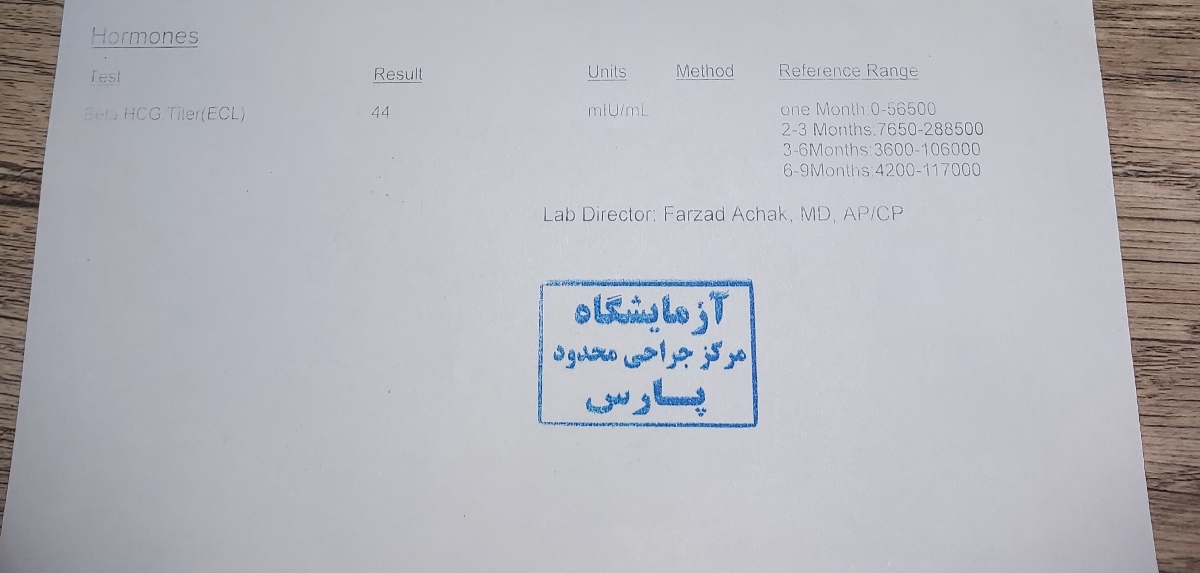 Hormones
Test Result Units Method Reference Range
Beta HCG Titer(ECL) 44 mIU/mL one Month:0-56500
2-3 Months:7650-288500
3-6Months:3600-106000
6-9Months:4200-117000
Lab Director: Farzad Achak, MD, AP/CP
آزمایشگاه
مرکز جراحی محدود
پارس